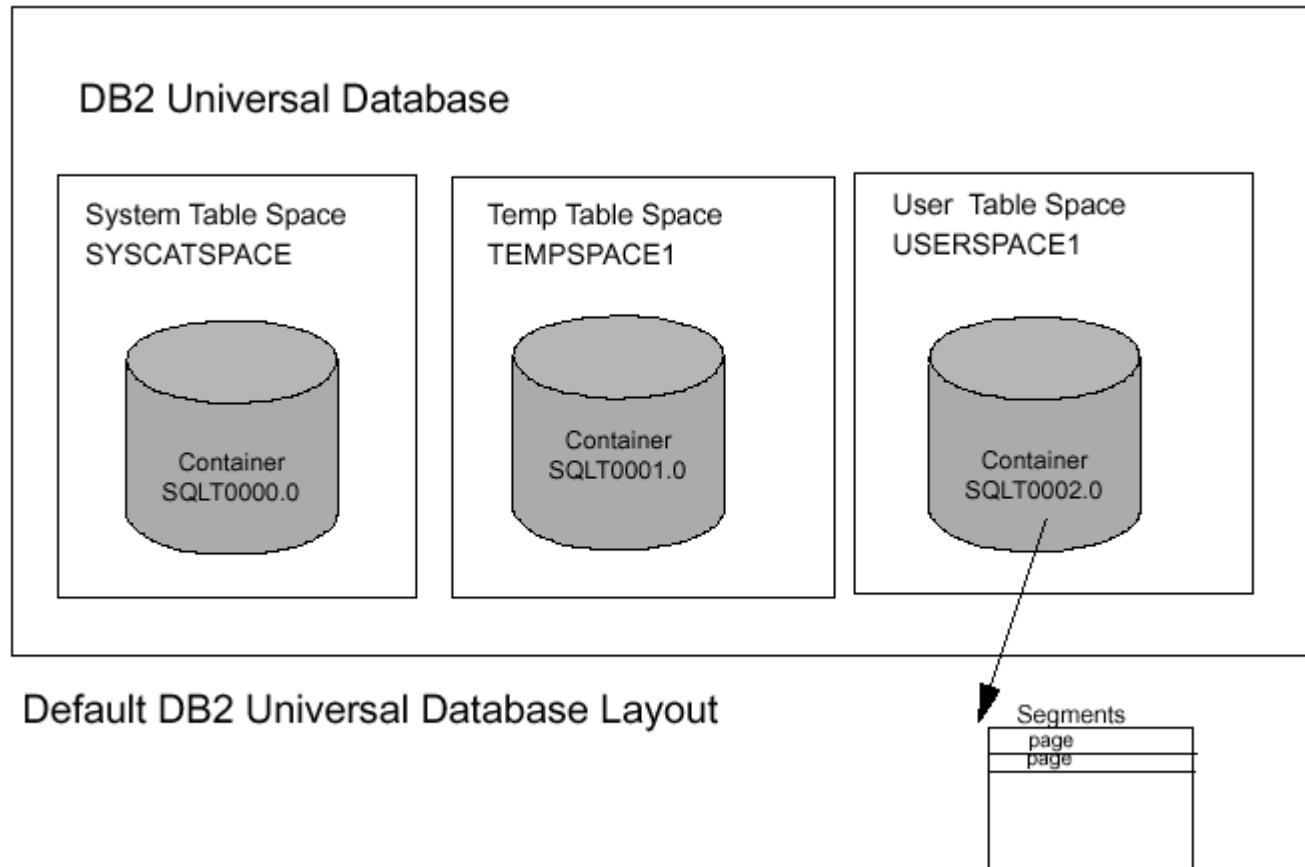 DB2 Universal Database
System Table Space
SYSCATSPACE
Container
SQLT0000.0
Temp Table Space
TEMPSPACE1
Container
SQLT0001.0
User Table Space
USERSPACE1
Container
SQLT0002.0
Default DB2 Universal Database Layout
Segments
page
page